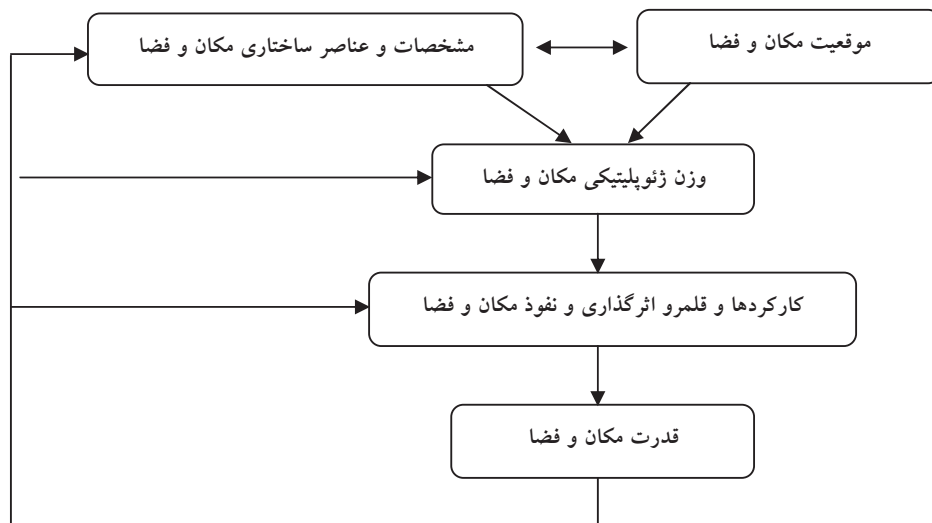 موقعیت مکان و فضا
مشخصات و عناصر ساختاری مکان و فضا
وزن ژئوپلیتیکی مکان و فضا
کارکردها و قلمرو اثرگذاری و نفوذ مکان و فضا
قدرت مکان و فضا